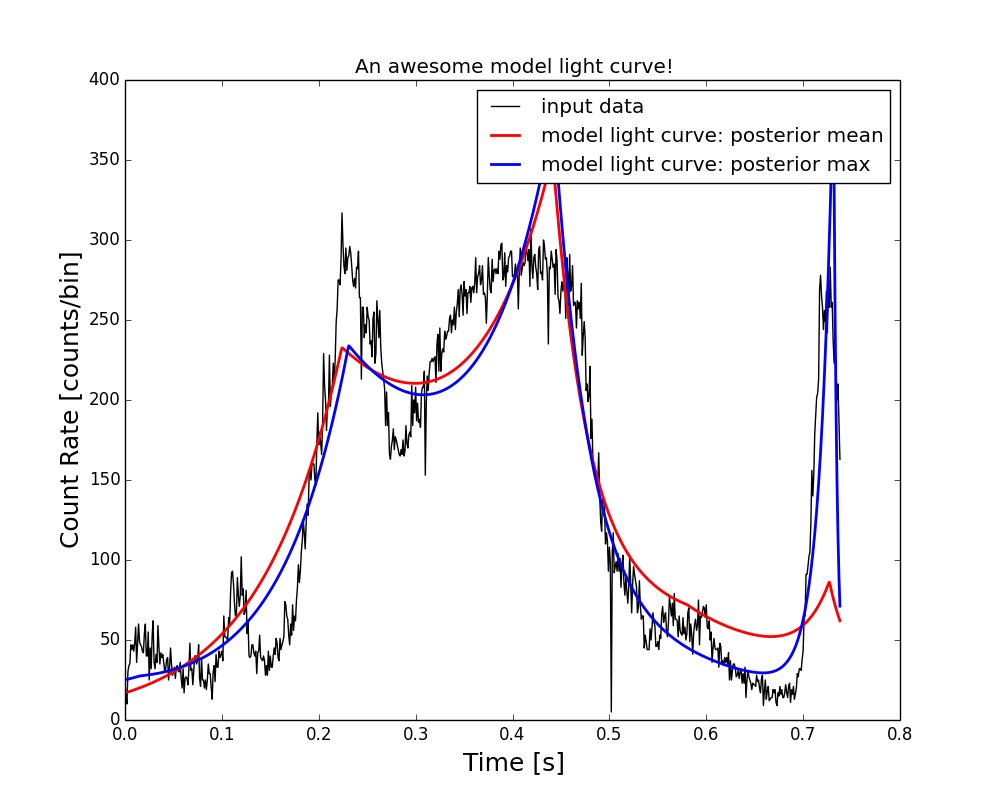 An awesome model light curve!
input data
model light curve: posterior mean
model light curve: posterior max
Count Rate [counts/bin]
400
350
300
250
200
150
100
50
0
0.0 0.1 0.2 0.3 0.4 0.5 0.6 0.7 0.8
Time [s]